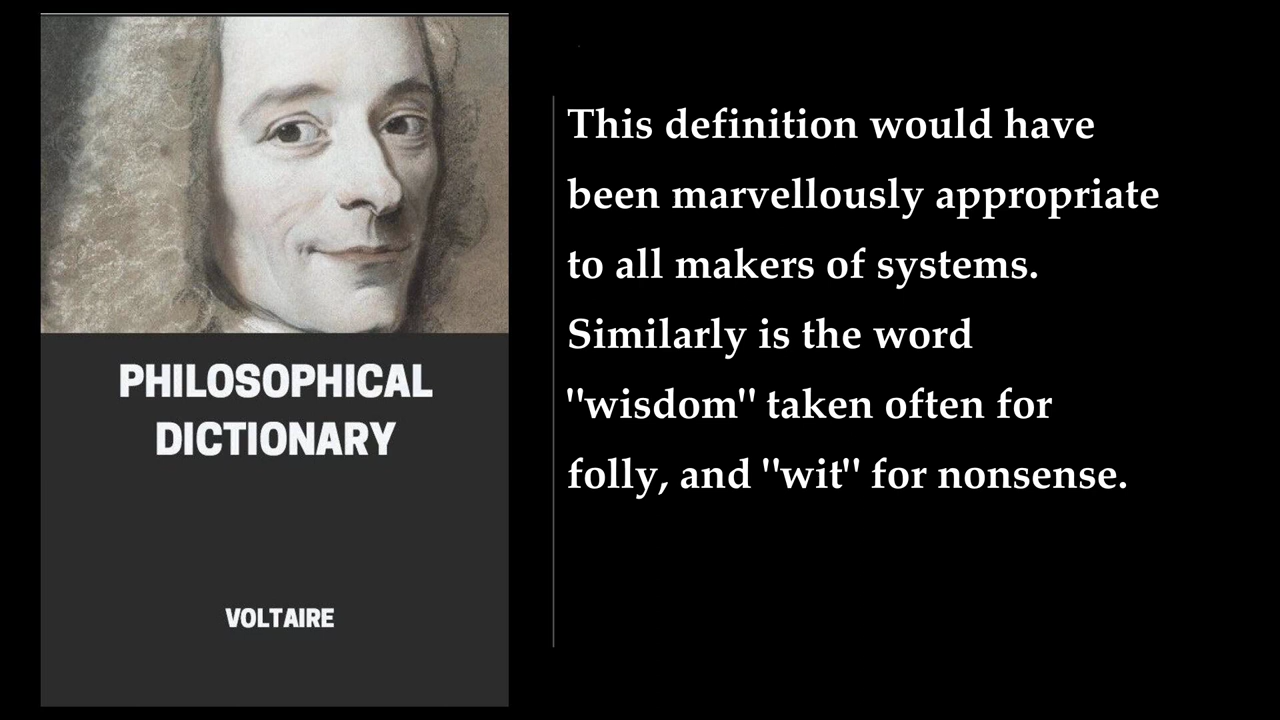 PHILOSOPHICAL
DICTIONARY
VOLTAIRE
This definition would have
been marvellously appropriate
to all makers of systems.
Similarly is the word
"wisdom" taken often for
folly, and "wit" for nonsense.